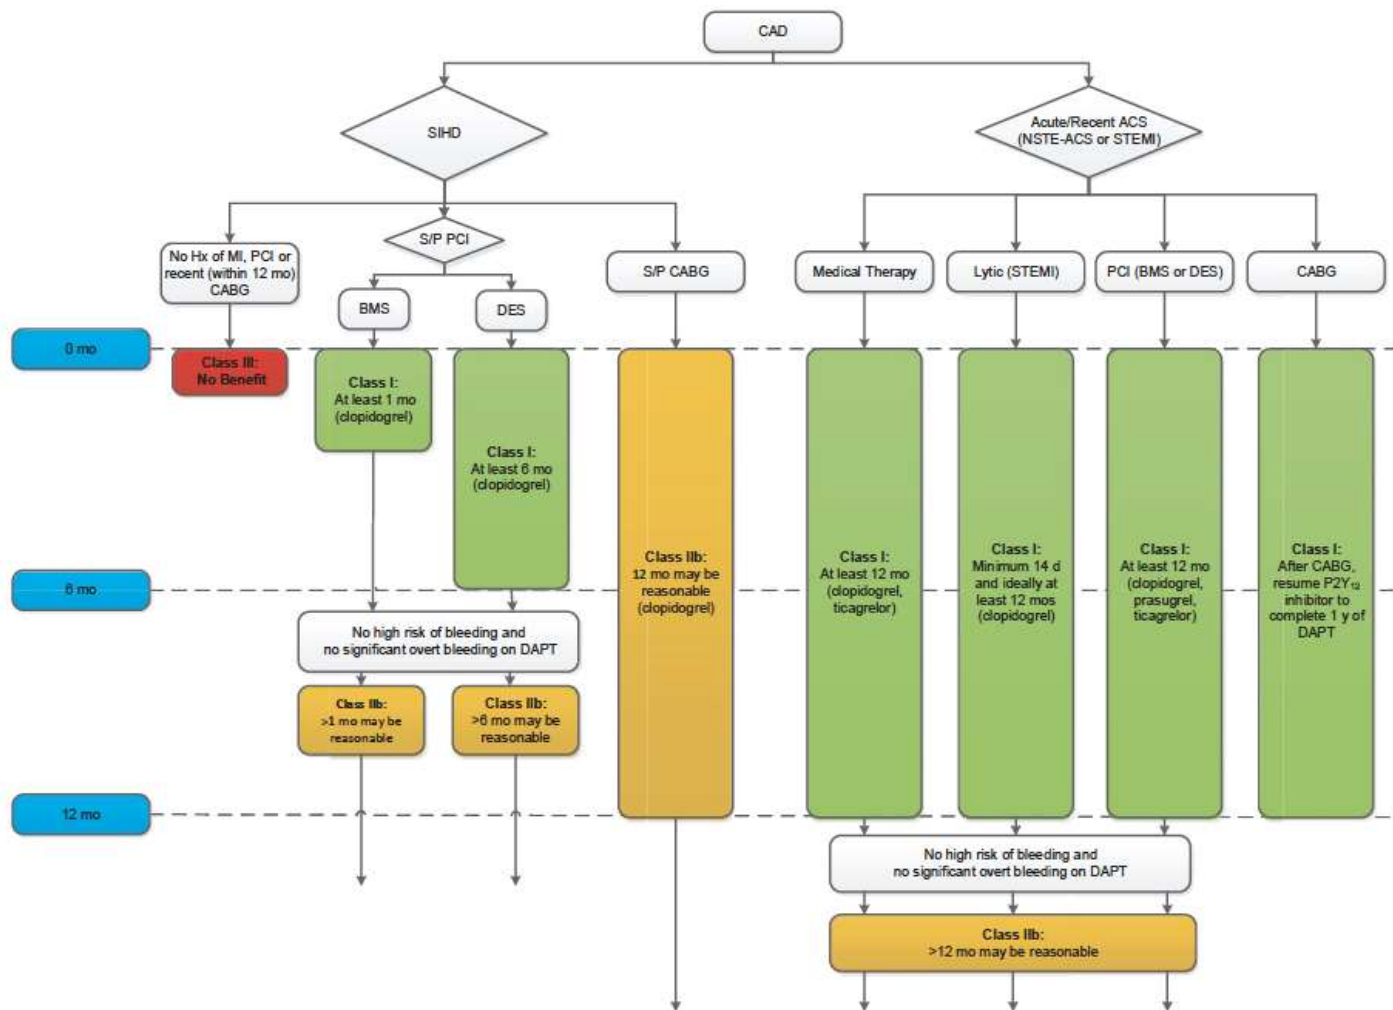 CAD
SIHD
Acute/Recent ACS
(NSTE-ACS or STEMI)
No Hx of MI, PCI or
recent (within 12 mo)
CABG
S/P PCI
BMS
DES
S/P CABG
Medical Therapy
Lytic (STEMI)
PCI (BMS or DES)
CABG
0 mo
Class III:
No Benefit
Class I:
At least 1 mo
(clopidogrel)
Class I:
At least 6 mo
(clopidogrel)
Class IIb:
12 mo may be
reasonable
(clopidogrel)
Class I:
At least 12 mo
(clopidogrel,
ticagrelor)
Class I:
Minimum 14 d
and ideally at
least 12 mos
(clopidogrel)
Class I:
At least 12 mo
(clopidogrel,
prasugrel,
ticagrelor)
Class I:
After CABG,
resume P2Y₁₂
inhibitor to
complete 1 y of
DAPT
6 mo
No high risk of bleeding and
no significant overt bleeding on DAPT
Class IIb:
>1 mo may be
reasonable
Class IIb:
>6 mo may be
reasonable
12 mo
No high risk of bleeding and
no significant overt bleeding on DAPT
Class IIb:
>12 mo may be reasonable